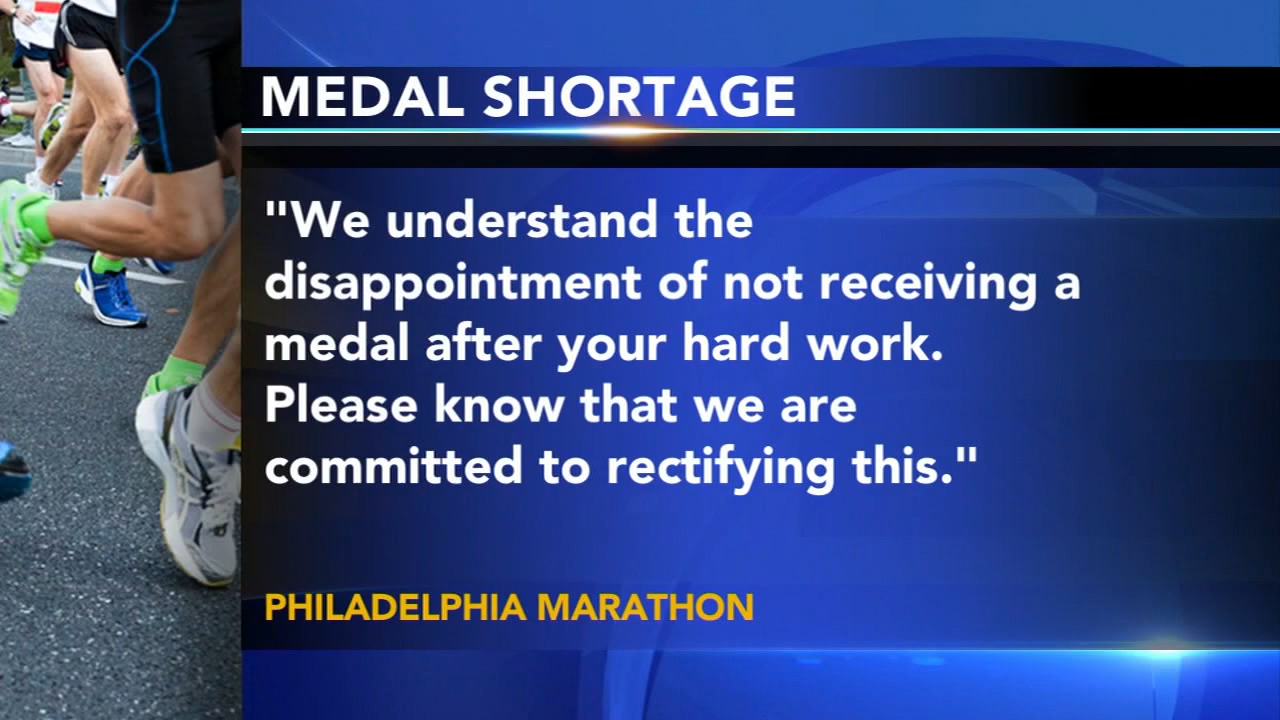 MEDAL SHORTAGE
"We understand the
disappointment of not receiving a
medal after your hard work.
Please know that we are
committed to rectifying this."
PHILADELPHIA MARATHON